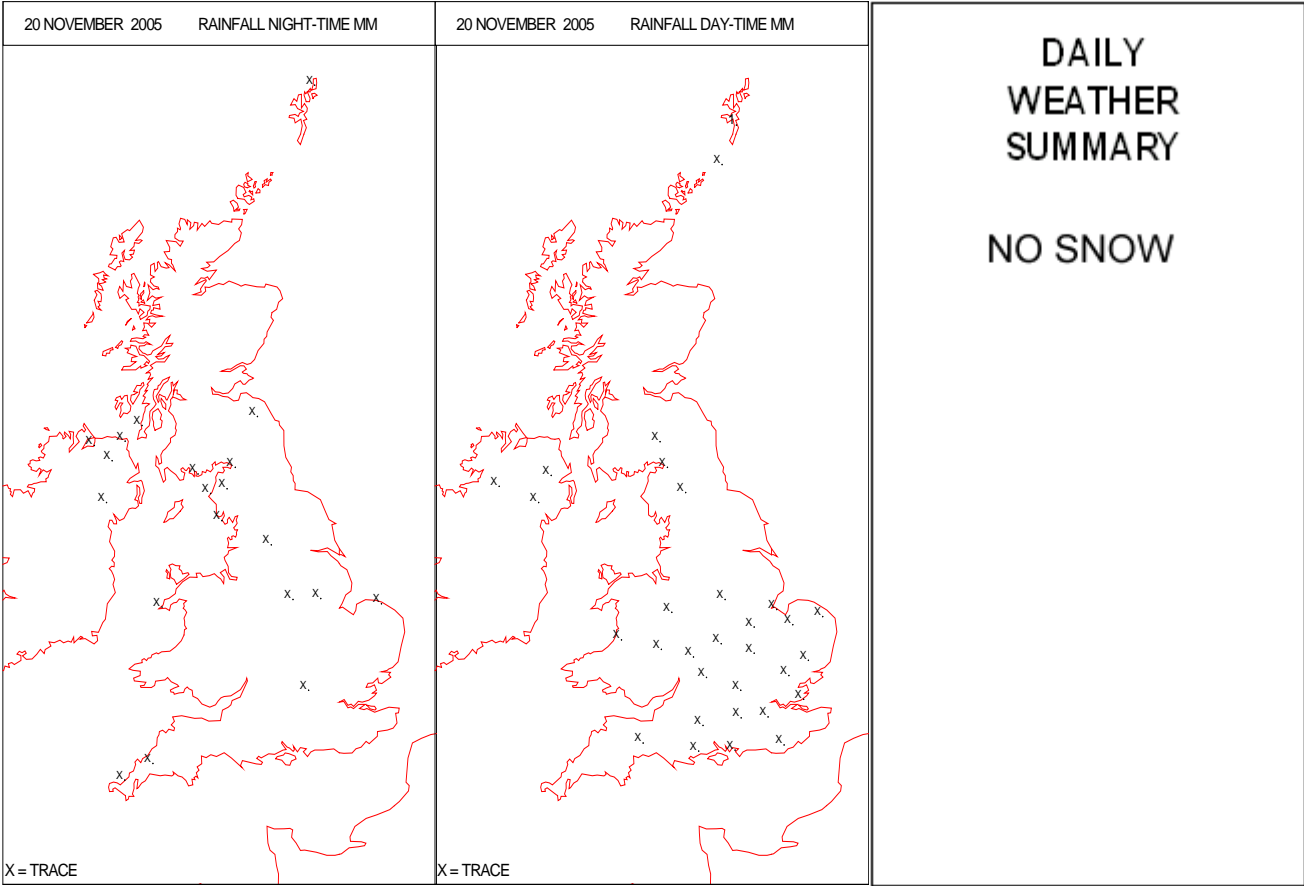 20 NOVEMBER 2005 RAINFALL NIGHT-TIME MM
20 NOVEMBER 2005 RAINFALL DAY-TIME MM
DAILY
WEATHER
SUMMARY
NO SNOW
X = TRACE
X = TRACE